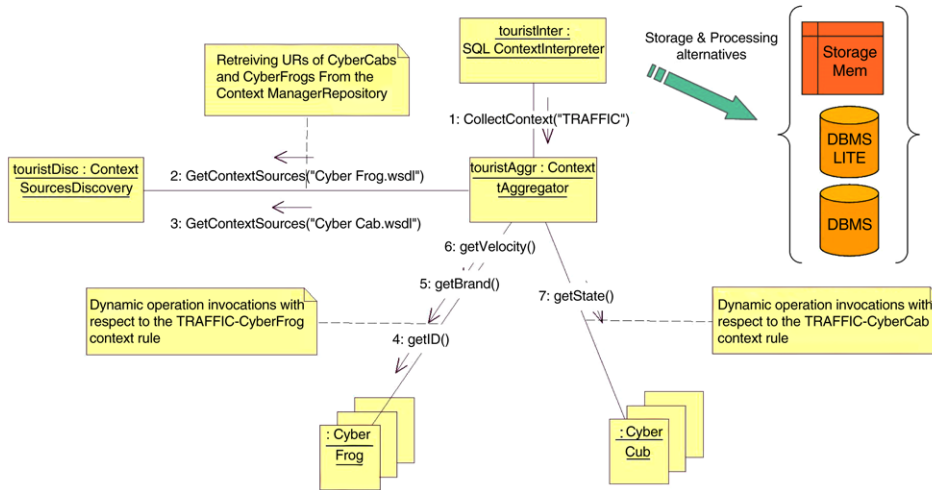 touristInter :
SQL ContextInterpreter
Storage & Processing
alternatives
Storage
Mem
DBMS
LITE
DBMS
Retreiving URs of CyberCabs
and CyberFrogs From the
Context ManagerRepository
1: CollectContext("TRAFFIC")
touristDisc : Context
SourcesDiscovery
2: GetContextSources("Cyber Frog.wsdl")
3: GetContextSources("Cyber Cab.wsdl")
touristAggr : Context
tAggregator
6: getVelocity()
5: getBrand()
4: getID()
7: getState()
Dynamic operation invocations with
respect to the TRAFFIC-CyberFrog
context rule
Dynamic operation invocations with
respect to the TRAFFIC-CyberCab
context rule
: Cyber
Frog
: Cyber
Cub